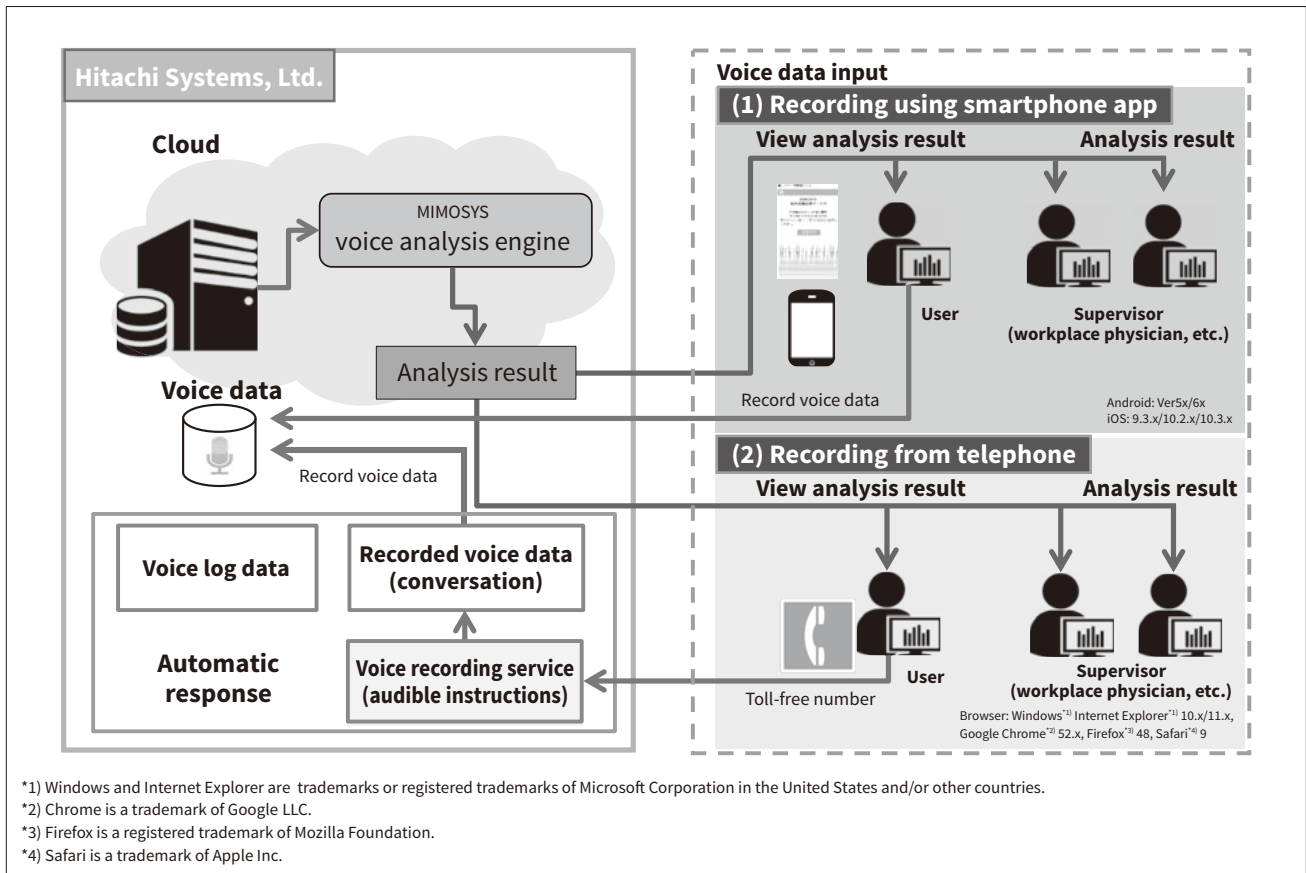 Hitachi Systems, Ltd.
Cloud
MIMOSYS
voice analysis engine
Analysis result
Voice data
Record voice data
Voice log data
Recorded voice data
(conversation)
Automatic
response
Voice recording service
(audible instructions)
Voice data input
(1) Recording using smartphone app
View analysis result
Analysis result
User
Supervisor
(workplace physician, etc.)
Record voice data
Android: Ver5x/6x
iOS: 9.3.x/10.2.x/10.3.x
(2) Recording from telephone
View analysis result
Analysis result
User
Supervisor
(workplace physician, etc.)
Toll-free number
Browser: Windows*1) Internet Explorer*1) 10.x/11.x,
Google Chrome*2) 52.x, Firefox*3) 48, Safari*4) 9
*1) Windows and Internet Explorer are trademarks or registered trademarks of Microsoft Corporation in the United States and/or other countries.
*2) Chrome is a trademark of Google LLC.
*3) Firefox is a registered trademark of Mozilla Foundation.
*4) Safari is a trademark of Apple Inc.